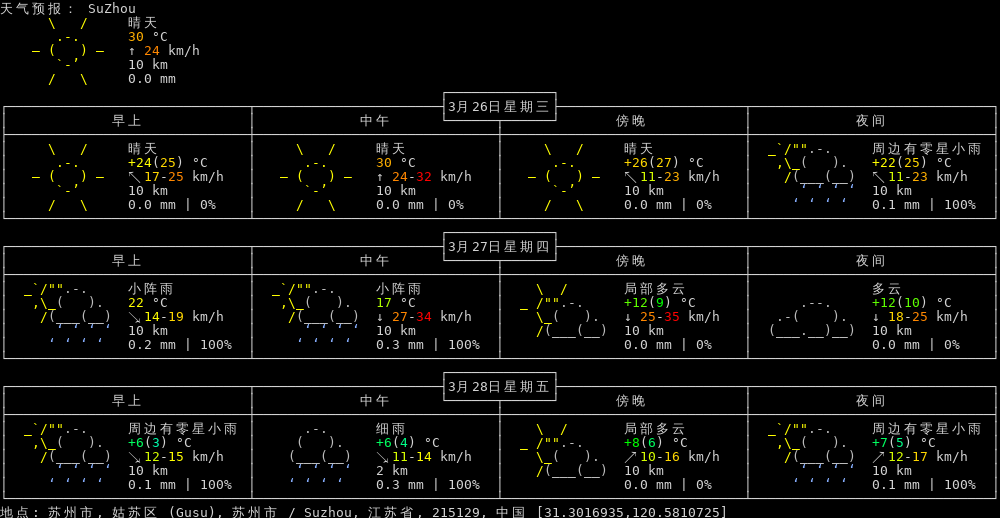 天气预报： SuZhou
晴天
30 °C
↑ 24 km/h
10 km
0.0 mm
3月26日星期三
早上 中午 傍晚 夜间
晴天 晴天 晴天 周边有零星小雨
+24(25) °C 30 °C +26(27) °C +22(25) °C
↖ 17-25 km/h ↑ 24-32 km/h ↖ 11-23 km/h ↖ 11-23 km/h
10 km 10 km 10 km 10 km
0.0 mm | 0% 0.0 mm | 0% 0.0 mm | 0% 0.1 mm | 100%
3月27日星期四
早上 中午 傍晚 夜间
小阵雨 小阵雨 局部多云 多云
22 °C 17 °C +12(9) °C +12(10) °C
↘ 14-19 km/h ↓ 27-34 km/h ↓ 25-35 km/h ↓ 18-25 km/h
10 km 10 km 10 km 10 km
0.2 mm | 100% 0.3 mm | 100% 0.0 mm | 0% 0.0 mm | 0%
3月28日星期五
早上 中午 傍晚 夜间
周边有零星小雨 细雨 局部多云 周边有零星小雨
+6(3) °C +6(4) °C +8(6) °C +7(5) °C
↘ 12-15 km/h ↘ 11-14 km/h ↗ 10-16 km/h ↗ 12-17 km/h
10 km 2 km 10 km 10 km
0.1 mm | 100% 0.3 mm | 100% 0.0 mm | 0% 0.1 mm | 100%
地点: 苏州市, 姑苏区 (Gusu), 苏州市 / Suzhou, 江苏省, 215129, 中国 [31.3016935,120.5810725]